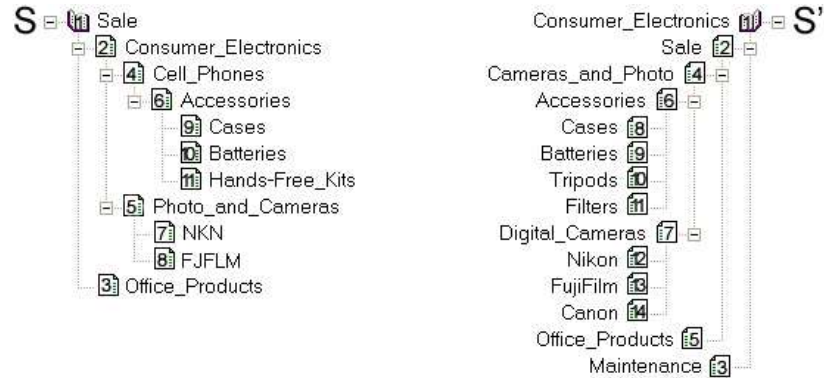 S 1 Sale
2 Consumer_Electronics
4 Cell_Phones
6 Accessories
9 Cases
10 Batteries
11 Hands-Free_Kits
5 Photo_and_Cameras
7 NKN
8 FJFLM
3 Office_Products
Consumer_Electronics 1 S'
Sale 2
Cameras_and_Photo 4
Accessories 6
Cases 8
Batteries 9
Tripods 10
Filters 11
Digital_Cameras 7
Nikon 12
FujiFilm 13
Canon 14
Office_Products 5
Maintenance 3